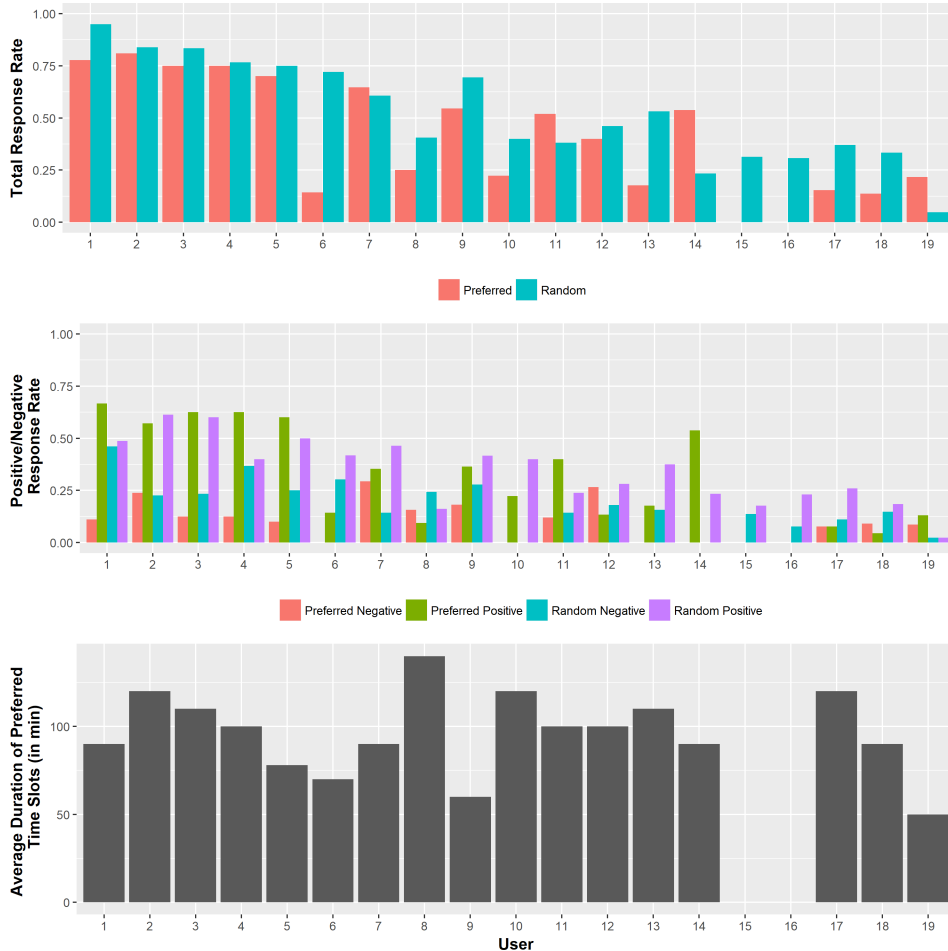 Total Response Rate
1.00
0.75
0.50
0.25
0.00
1 2 3 4 5 6 7 8 9 10 11 12 13 14 15 16 17 18 19
Preferred Random
Positive/Negative
Response Rate
1.00
0.75
0.50
0.25
0.00
1 2 3 4 5 6 7 8 9 10 11 12 13 14 15 16 17 18 19
Preferred Negative Preferred Positive Random Negative Random Positive
Average Duration of Preferred
Time Slots (in min)
100
50
0
1 2 3 4 5 6 7 8 9 10 11 12 13 14 15 16 17 18 19
User